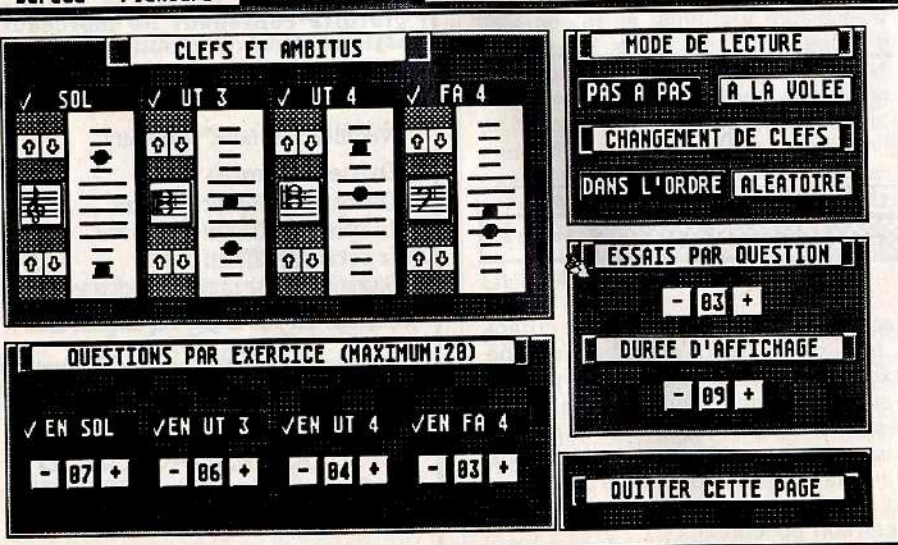 CLEFS ET AMBITUS
✓ SOL ✓ UT 3 ✓ UT 4 ✓ FA 4
MODE DE LECTURE
PAS A PAS A LA VOLEE
CHANGEMENT DE CLEFS
DANS L'ORDRE ALEATOIRE
ESSAIS PAR QUESTION
- 03 +
DUREE D'AFFICHAGE
- 09 +
QUESTIONS PAR EXERCICE (MAXIMUM:20)
✓ EN SOL ✓EN UT 3 ✓EN UT 4 ✓EN FA 4
- 07 + - 06 + - 04 + - 03 +
QUITTER CETTE PAGE